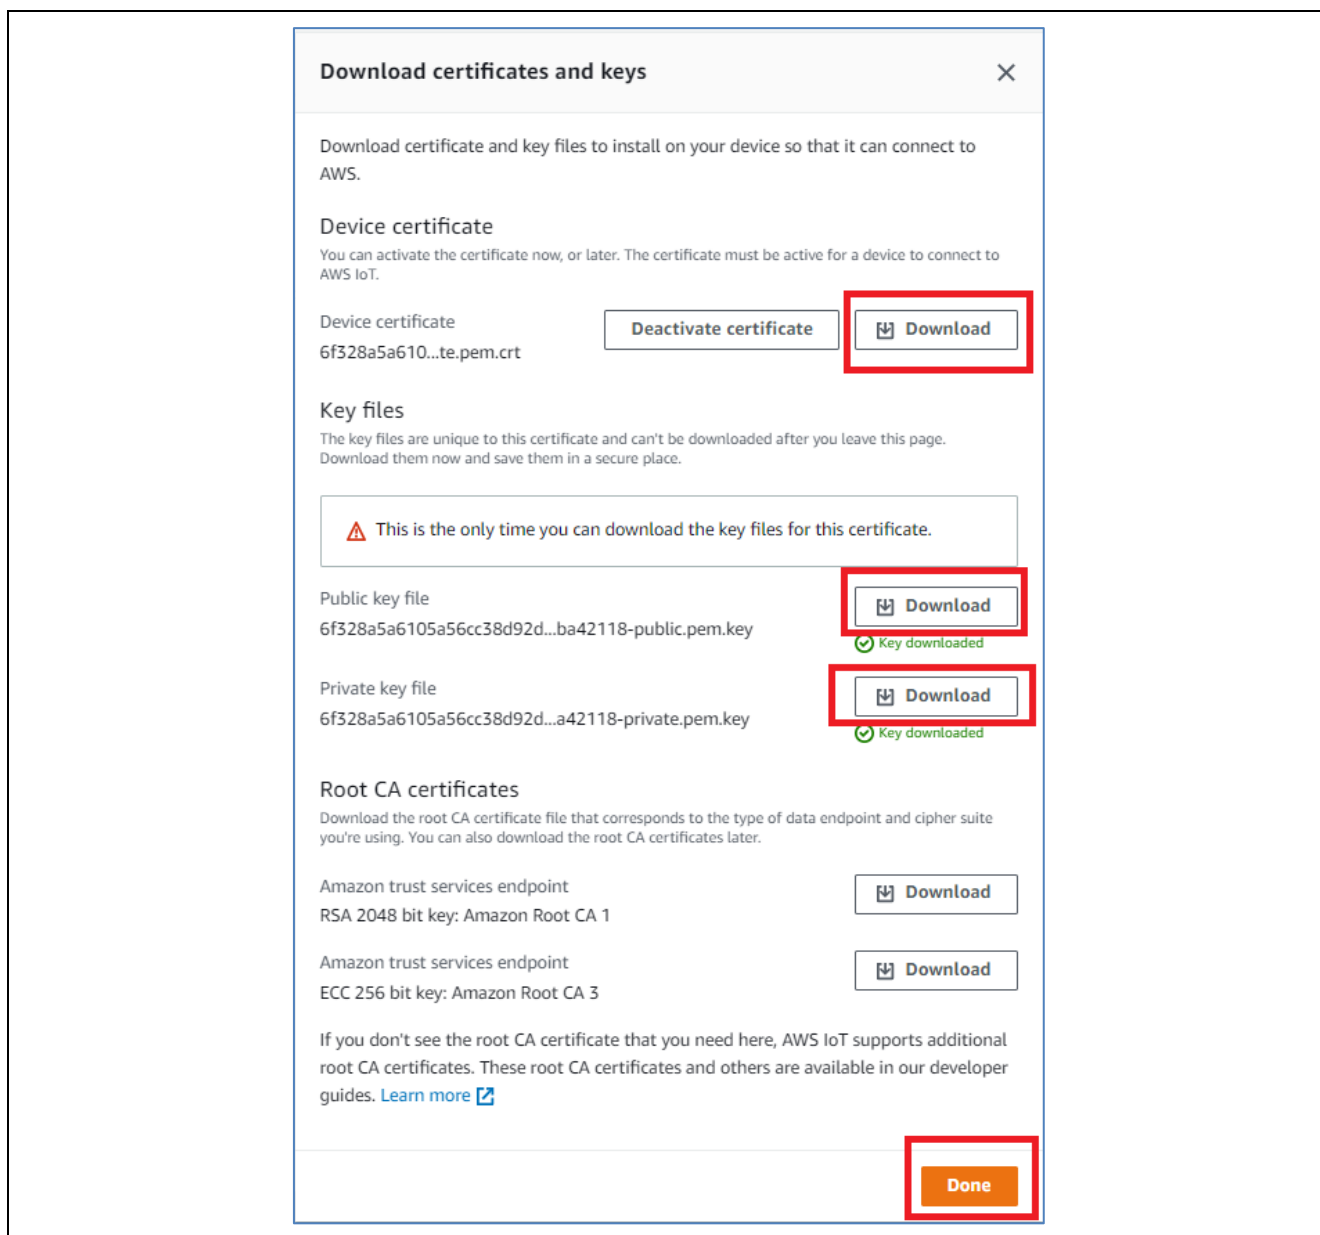 Download certificates and keys
Download certificate and key files to install on your device so that it can connect to
AWS.
Device certificate
You can activate the certificate now, or later. The certificate must be active for a device to connect to
AWS IoT.
Device certificate
6f328a5a610...te.pem.crt
Deactivate certificate
Download
Key files
The key files are unique to this certificate and can't be downloaded after you leave this page.
Download them now and save them in a secure place.
This is the only time you can download the key files for this certificate.
Public key file
6f328a5a6105a56cc38d92d...ba42118-public.pem.key
Download
Key downloaded
Private key file
6f328a5a6105a56cc38d92d...a42118-private.pem.key
Download
Key downloaded
Root CA certificates
Download the root CA certificate file that corresponds to the type of data endpoint and cipher suite
you're using. You can also download the root CA certificates later.
Amazon trust services endpoint
RSA 2048 bit key: Amazon Root CA 1
Download
Amazon trust services endpoint
ECC 256 bit key: Amazon Root CA 3
Download
If you don't see the root CA certificate that you need here, AWS IoT supports additional
root CA certificates. These root CA certificates and others are available in our developer
guides. Learn more
Done